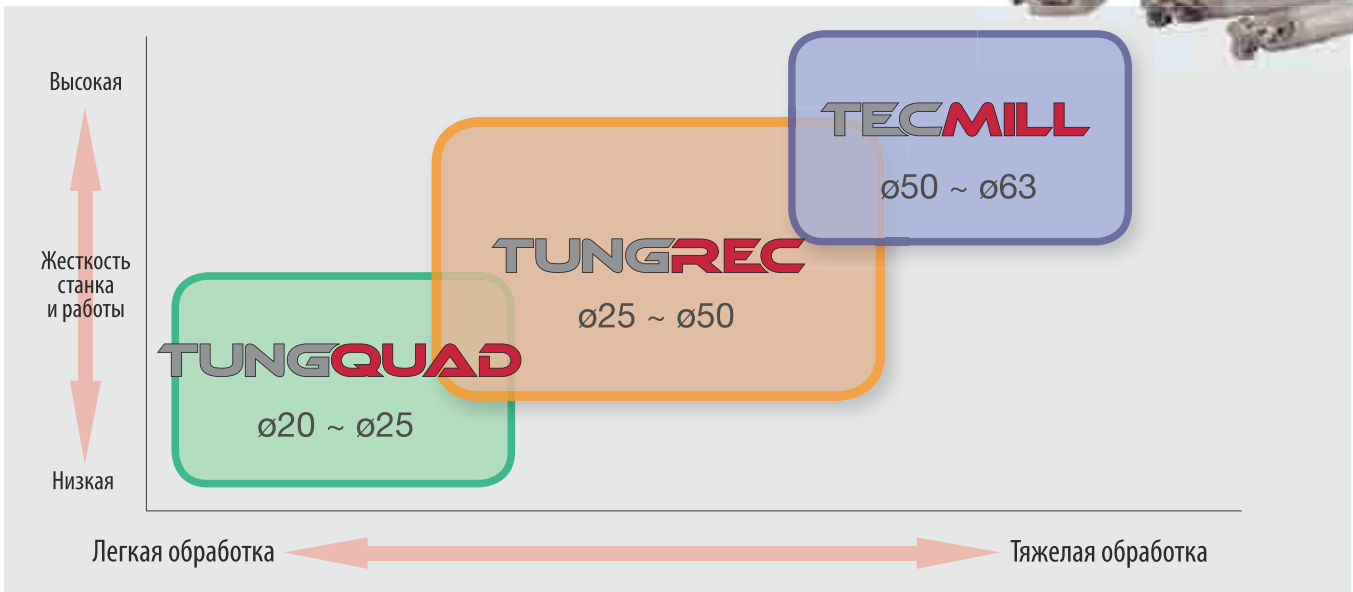 Высокая
TECMILL
ø50 ~ ø63
Жесткость
станка
и работы
TUNGREC
ø25 ~ ø50
TUNGQUAD
ø20 ~ ø25
Низкая
Легкая обработка
Тяжелая обработка